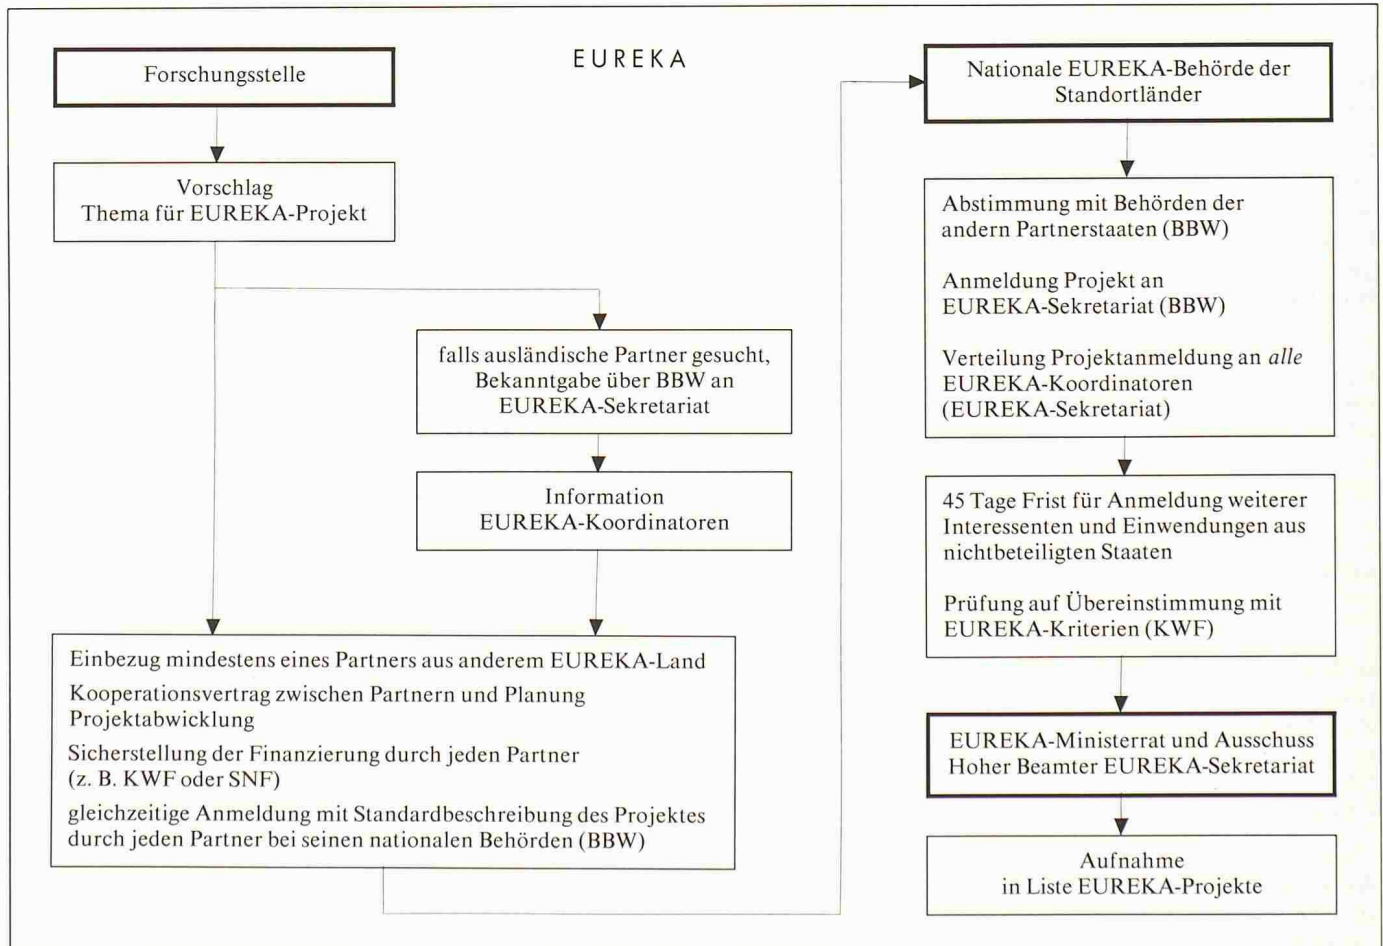 EUREKA
Forschungsstelle
Vorschlag
Thema für EUREKA-Projekt
falls ausländische Partner gesucht,
Bekanntgabe über BBW an
EUREKA-Sekretariat
Information
EUREKA-Koordinatoren
Einbezug mindestens eines Partners aus anderem EUREKA-Land
Kooperationsvertrag zwischen Partnern und Planung
Projektabwicklung
Sicherstellung der Finanzierung durch jeden Partner
(z. B. KWF oder SNF)
gleichzeitige Anmeldung mit Standardbeschreibung des Projektes
durch jeden Partner bei seinen nationalen Behörden (BBW)
Nationale EUREKA-Behörde der
Standortländer
Abstimmung mit Behörden der
andern Partnerstaaten (BBW)
Anmeldung Projekt an
EUREKA-Sekretariat (BBW)
Verteilung Projektanmeldung an alle
EUREKA-Koordinatoren
(EUREKA-Sekretariat)
45 Tage Frist für Anmeldung weiterer
Interessenten und Einwendungen aus
nichtbeteiligten Staaten
Prüfung auf Übereinstimmung mit
EUREKA-Kriterien (KWF)
EUREKA-Ministerrat und Ausschuss
Hoher Beamter EUREKA-Sekretariat
Aufnahme
in Liste EUREKA-Projekte